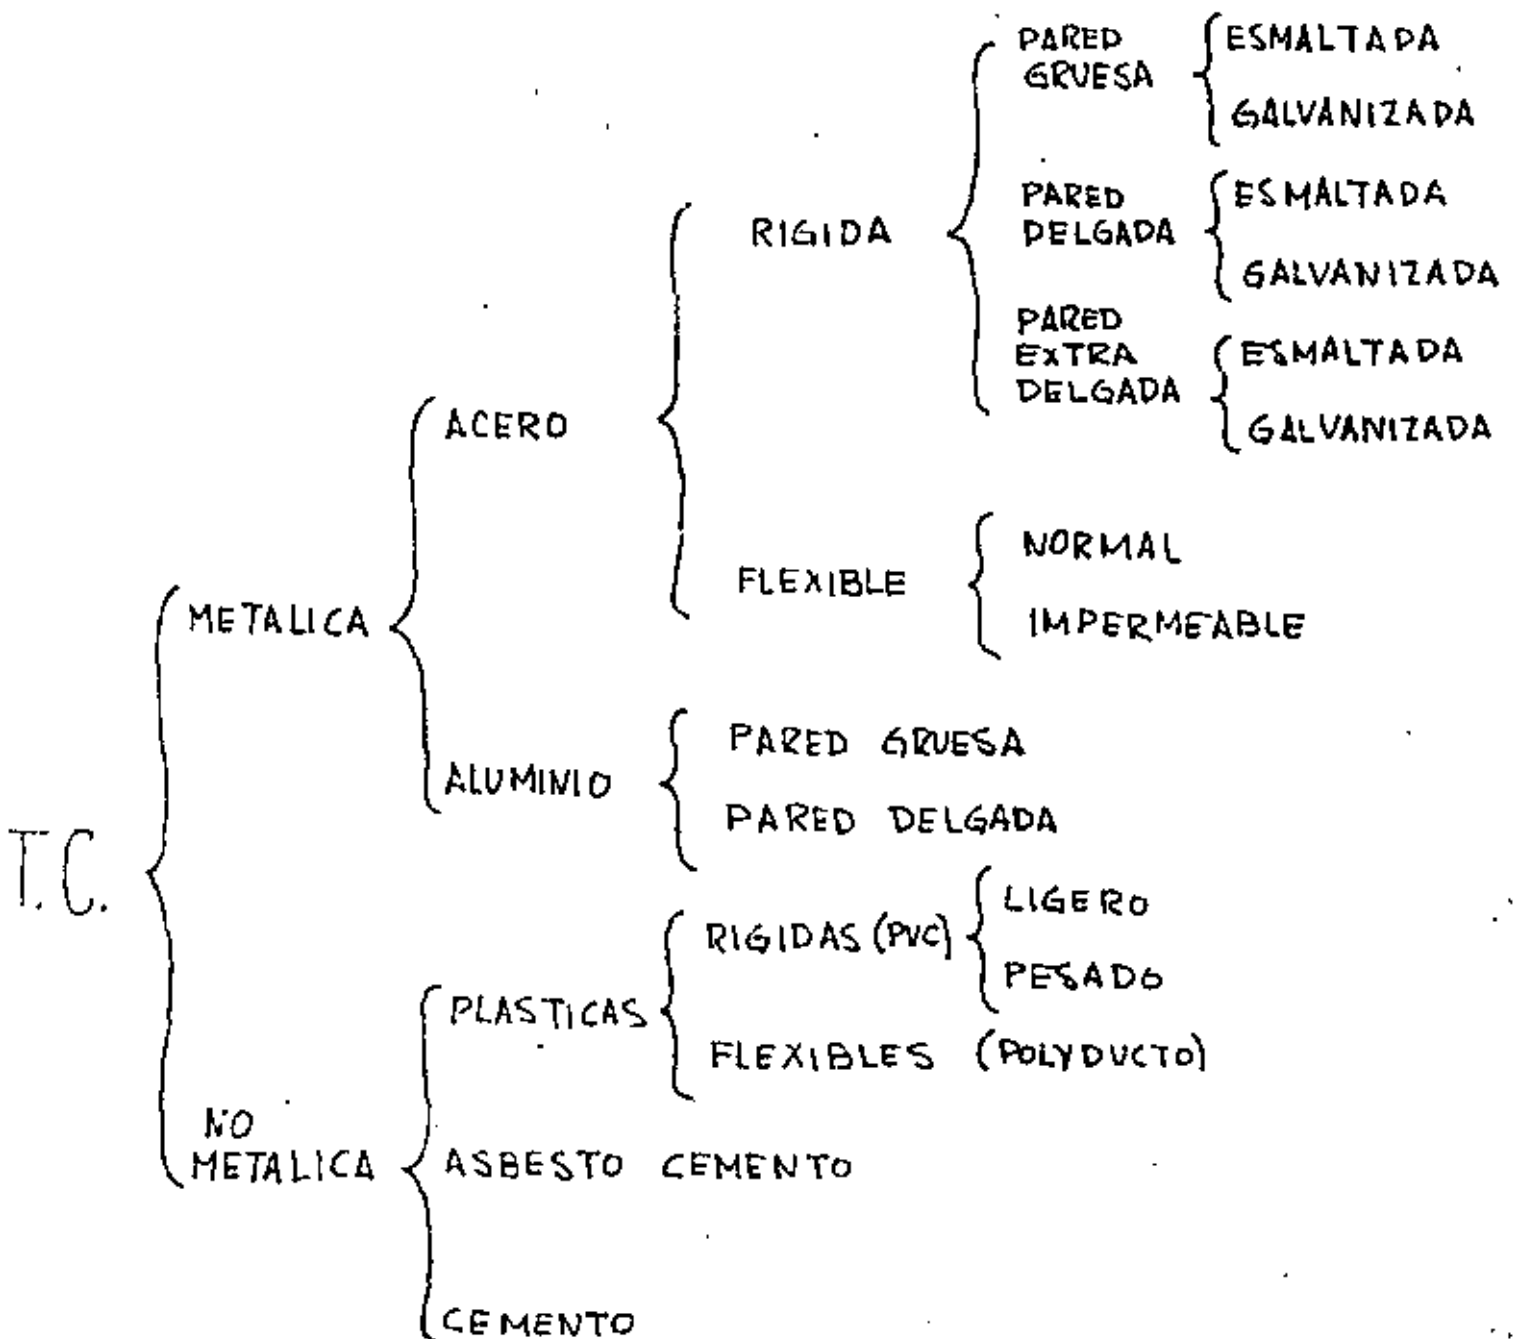 T.C.
METALICA
ACERO
RIGIDA
PARED
GRUESA
ESMALTADA
GALVANIZADA
PARED
DELGADA
ESMALTADA
GALVANIZADA
PARED
EXTRA
DELGADA
ESMALTADA
GALVANIZADA
FLEXIBLE
NORMAL
IMPERMEABLE
ALUMINIO
PARED GRUESA
PARED DELGADA
NO
METALICA
PLASTICAS
RIGIDAS (PVC)
LIGERO
PESADO
FLEXIBLES (POLYDUCTO)
ASBESTO CEMENTO
CEMENTO